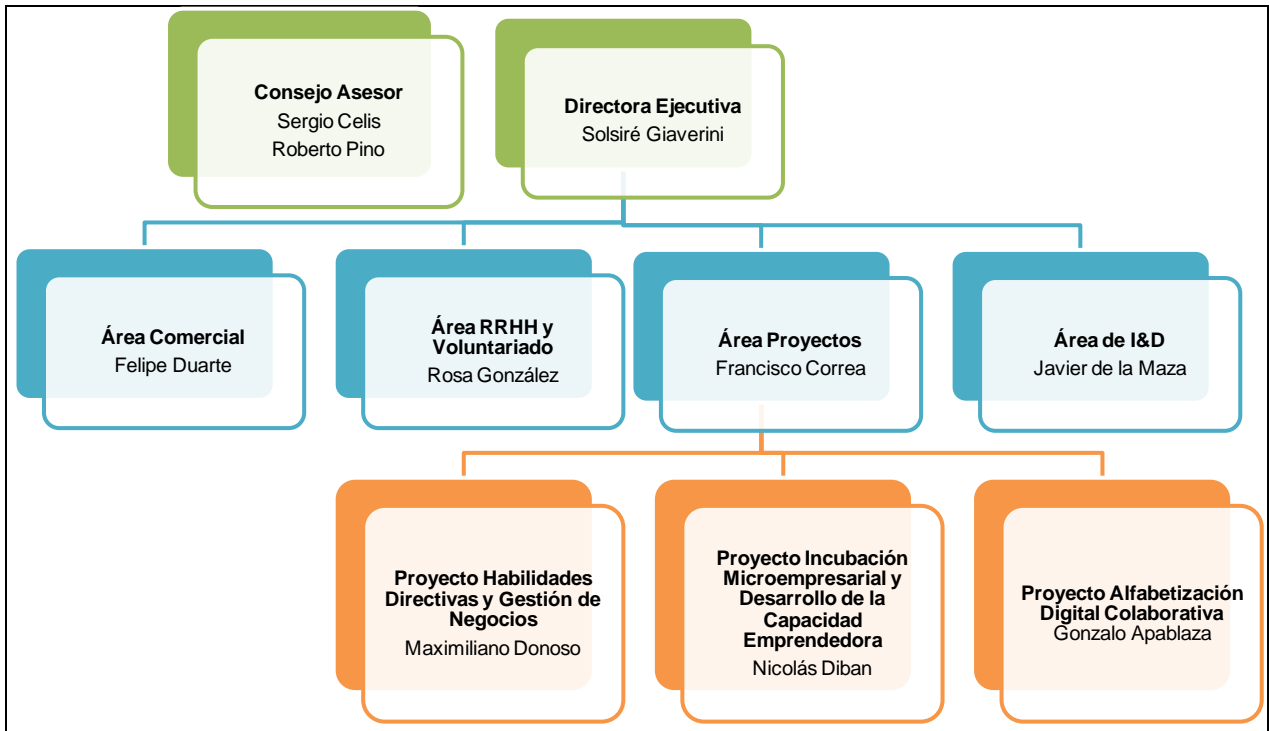 Consejo Asesor
Sergio Celis
Roberto Pino
Directora Ejecutiva
Solsiré Giaverini
Área Comercial
Felipe Duarte
Área RRHH y
Voluntariado
Rosa González
Área Proyectos
Francisco Correa
Área de I&D
Javier de la Maza
Proyecto Habilidades
Directivas y Gestión de
Negocios
Maximiliano Donoso
Proyecto Incubación
Microempresarial y
Desarrollo de la
Capacidad
Emprendedora
Nicolás Diban
Proyecto Alfabetización
Digital Colaborativa
Gonzalo Apablaza